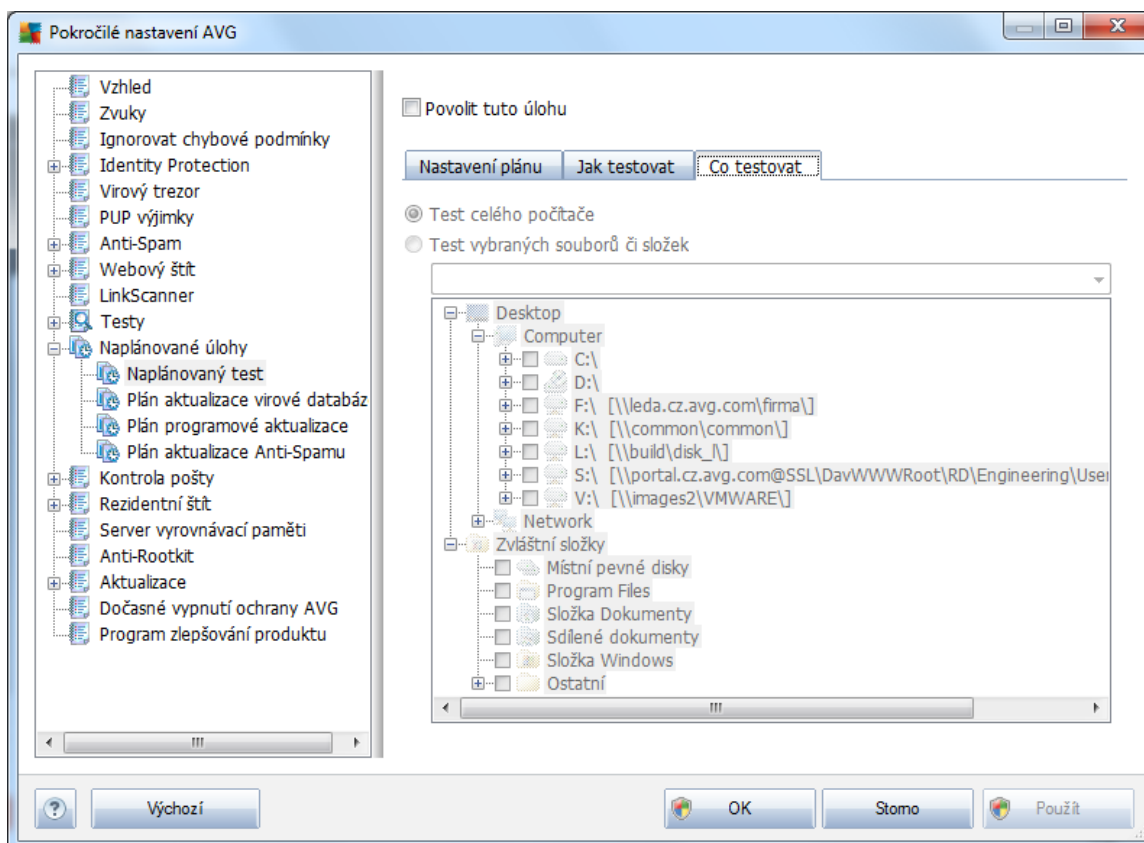 Pokročilé nastavení AVG
Vzhled
Zvuky
Ignorovat chybové podmínky
Identity Protection
Virový trezor
PUP výjimky
Anti-Spam
Webový štít
LinkScanner
Testy
Naplánované úlohy
Naplánovaný test
Plán aktualizace virové databáz
Plán programové aktualizace
Plán aktualizace Anti-Spamu
Kontrola pošty
Rezidentní štít
Server vyrovnávací paměti
Anti-Rootkit
Aktualizace
Dočasné vypnutí ochrany AVG
Program zlepšování produktu
Povolit tuto úlohu
Nastavení plánu Jak testovat Co testovat
Test celého počítače
Test vybraných souborů či složek
Desktop
Computer
C:\
D:\
F:\ [\\leda.cz.avg.com\firma\]
K:\ [\\common\common\]
L:\ [\\build\disk_l\]
S:\ [\\portal.cz.avg.com@SSL\DavWWWRoot\RD\Engineering\User
V:\ [\\images2\VMWARE\]
Network
Zvláštní složky
Místní pevné disky
Program Files
Složka Dokumenty
Sdílené dokumenty
Složka Windows
Ostatní
? Výchozí OK Storno Použít